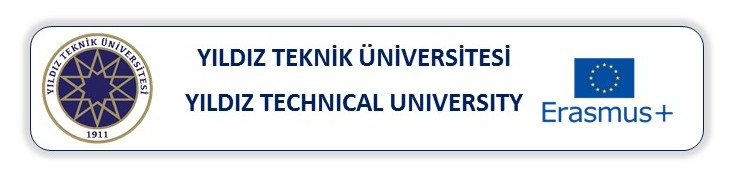 YILDIZ TEKNİK ÜNİVERSİTESİ
1911
YILDIZ TEKNİK ÜNİVERSİTESİ
YILDIZ TECHNICAL UNIVERSITY
Erasmus+